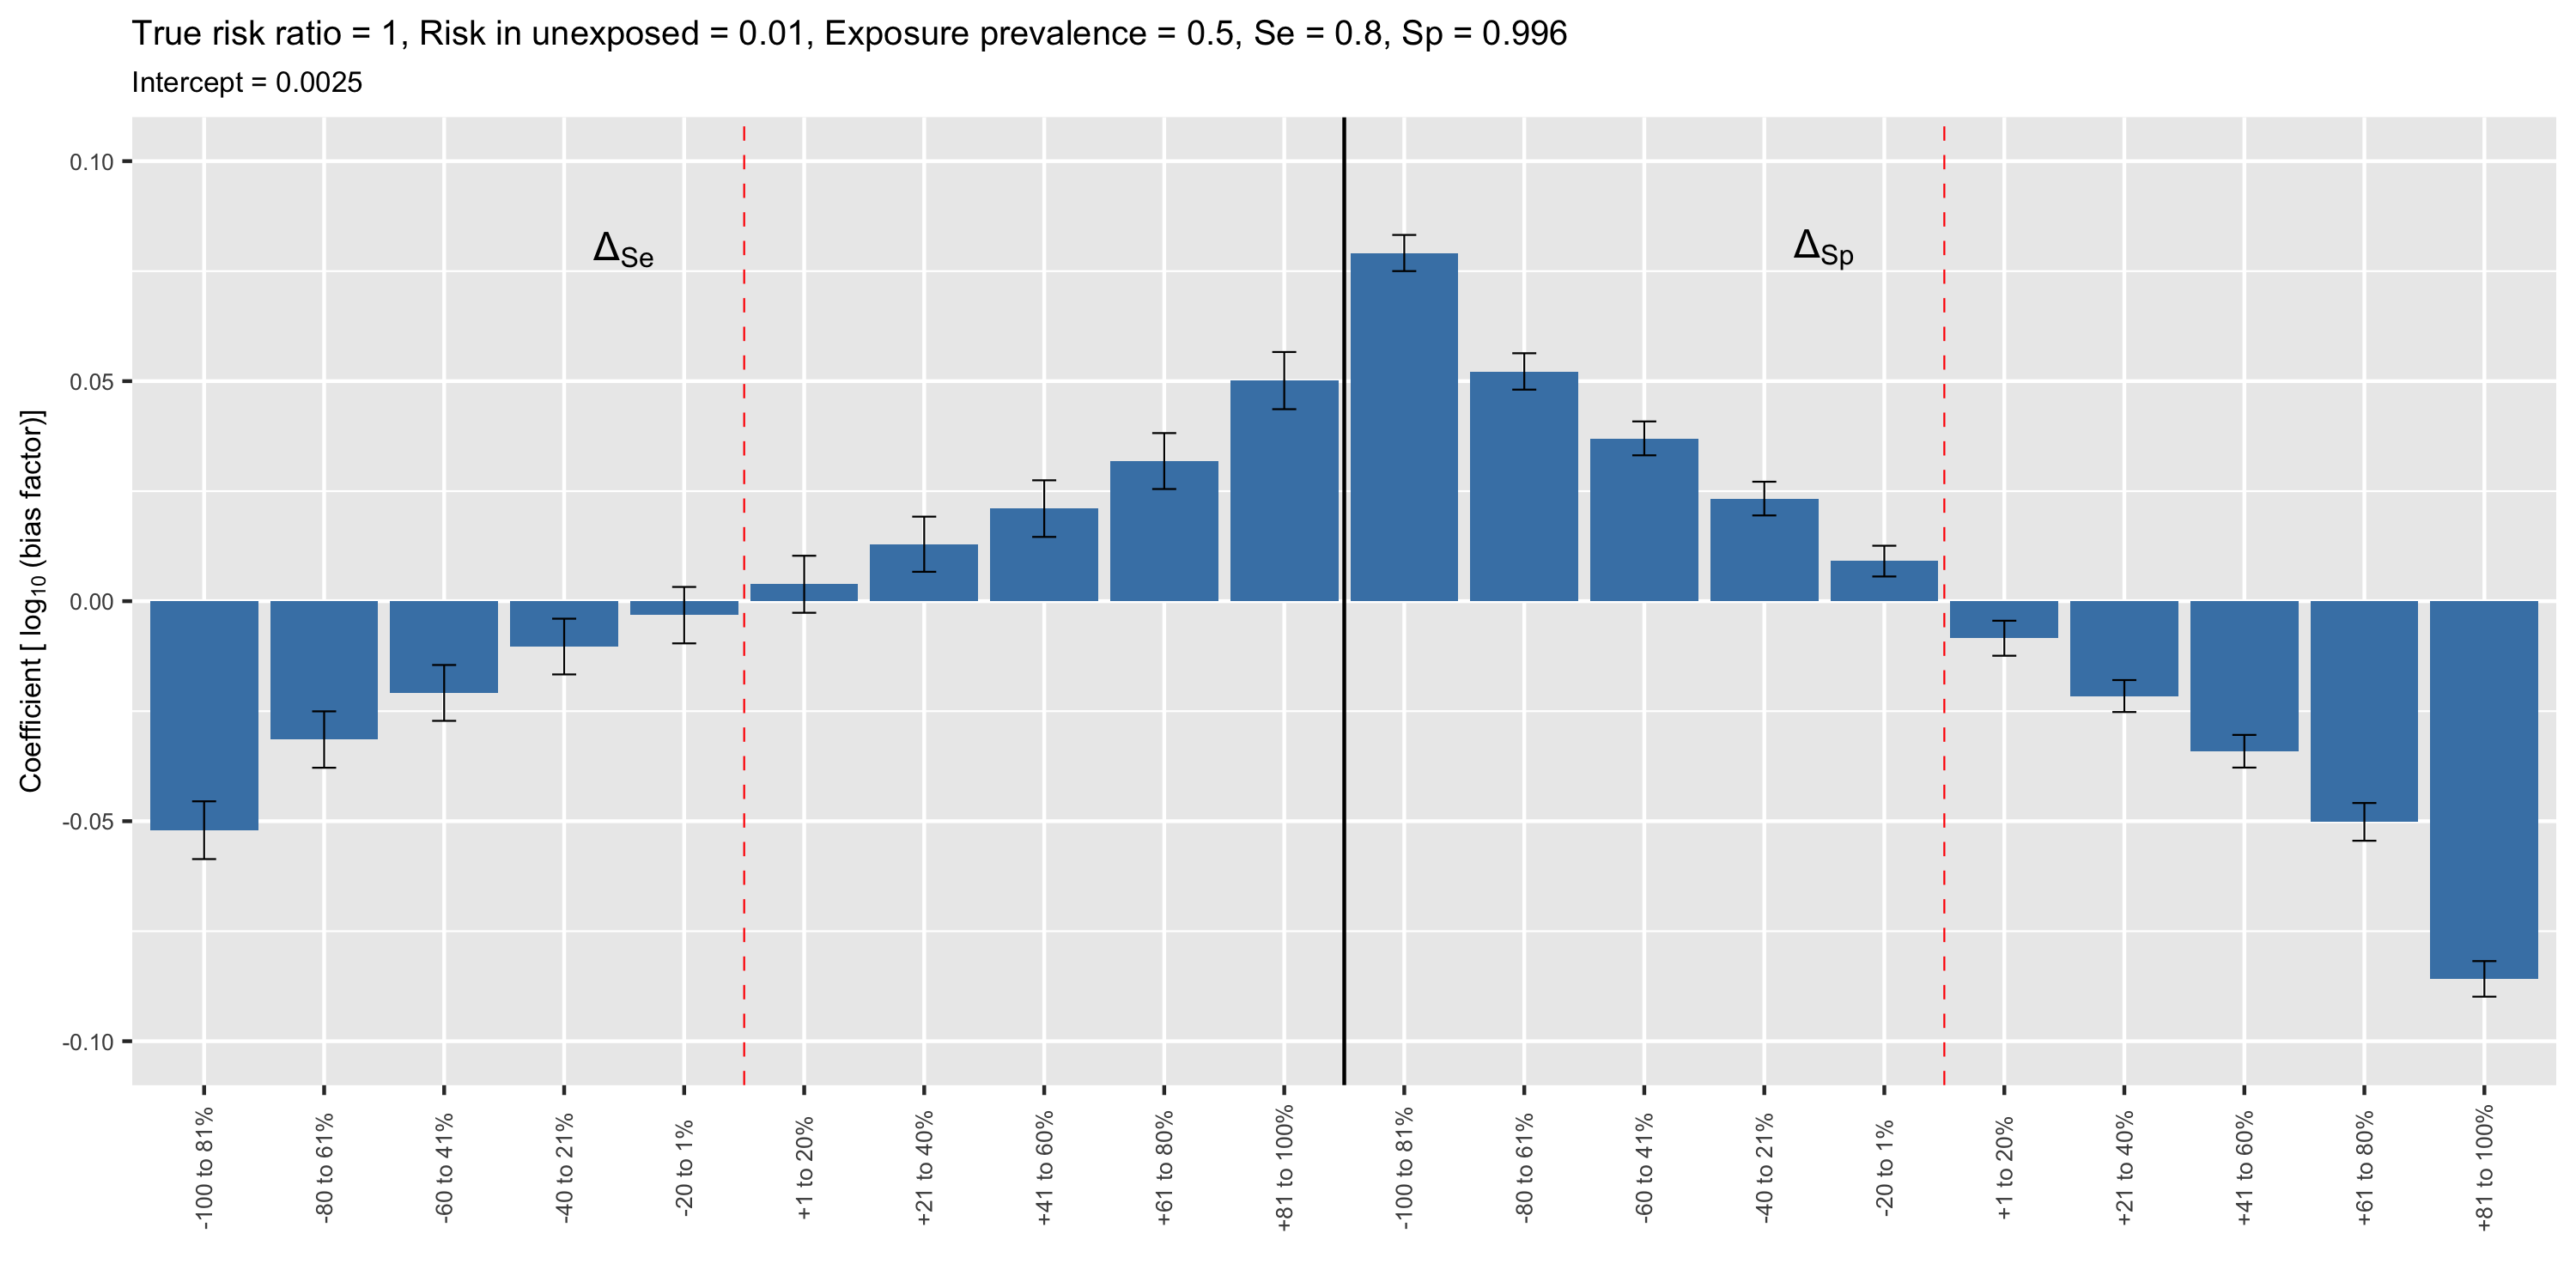 True risk ratio = 1, Risk in unexposed = 0.01, Exposure prevalence = 0.5, Se = 0.8, Sp = 0.996
Intercept = 0.0025
Coefficient [ log10 (bias factor)]
0.10
0.05
0.00
-0.05
-0.10
ΔSe
ΔSp
-100 to 81%
-80 to 61%
-60 to 41%
-40 to 21%
-20 to 1%
+1 to 20%
+21 to 40%
+41 to 60%
+61 to 80%
+81 to 100%
-100 to 81%
-80 to 61%
-60 to 41%
-40 to 21%
-20 to 1%
+1 to 20%
+21 to 40%
+41 to 60%
+61 to 80%
+81 to 100%